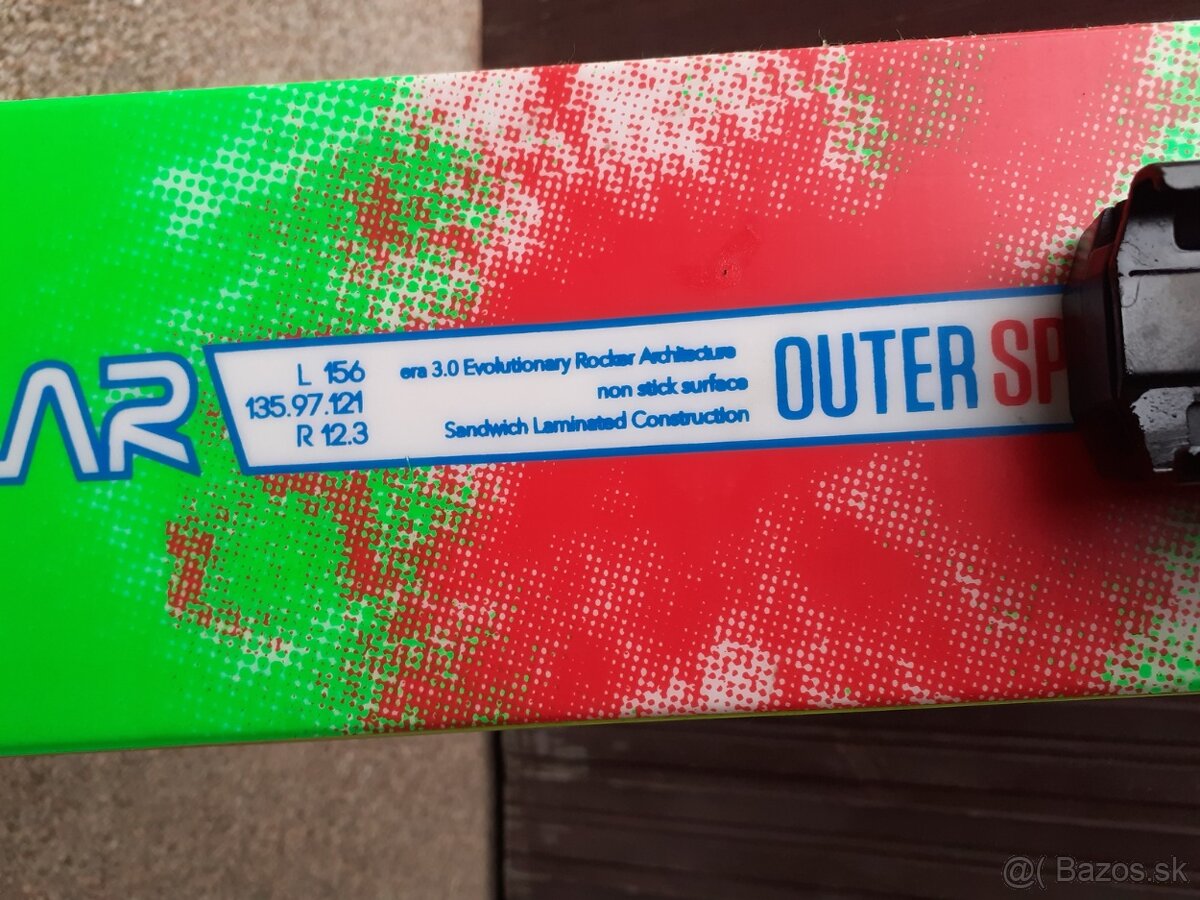 AR
L 156
135.97.121
R 12.3
era 3.0 Evolutionary Rocker Architecture
non stick surface
Sandwich Laminated Construction
OUTER SP
@( Bazos.sk